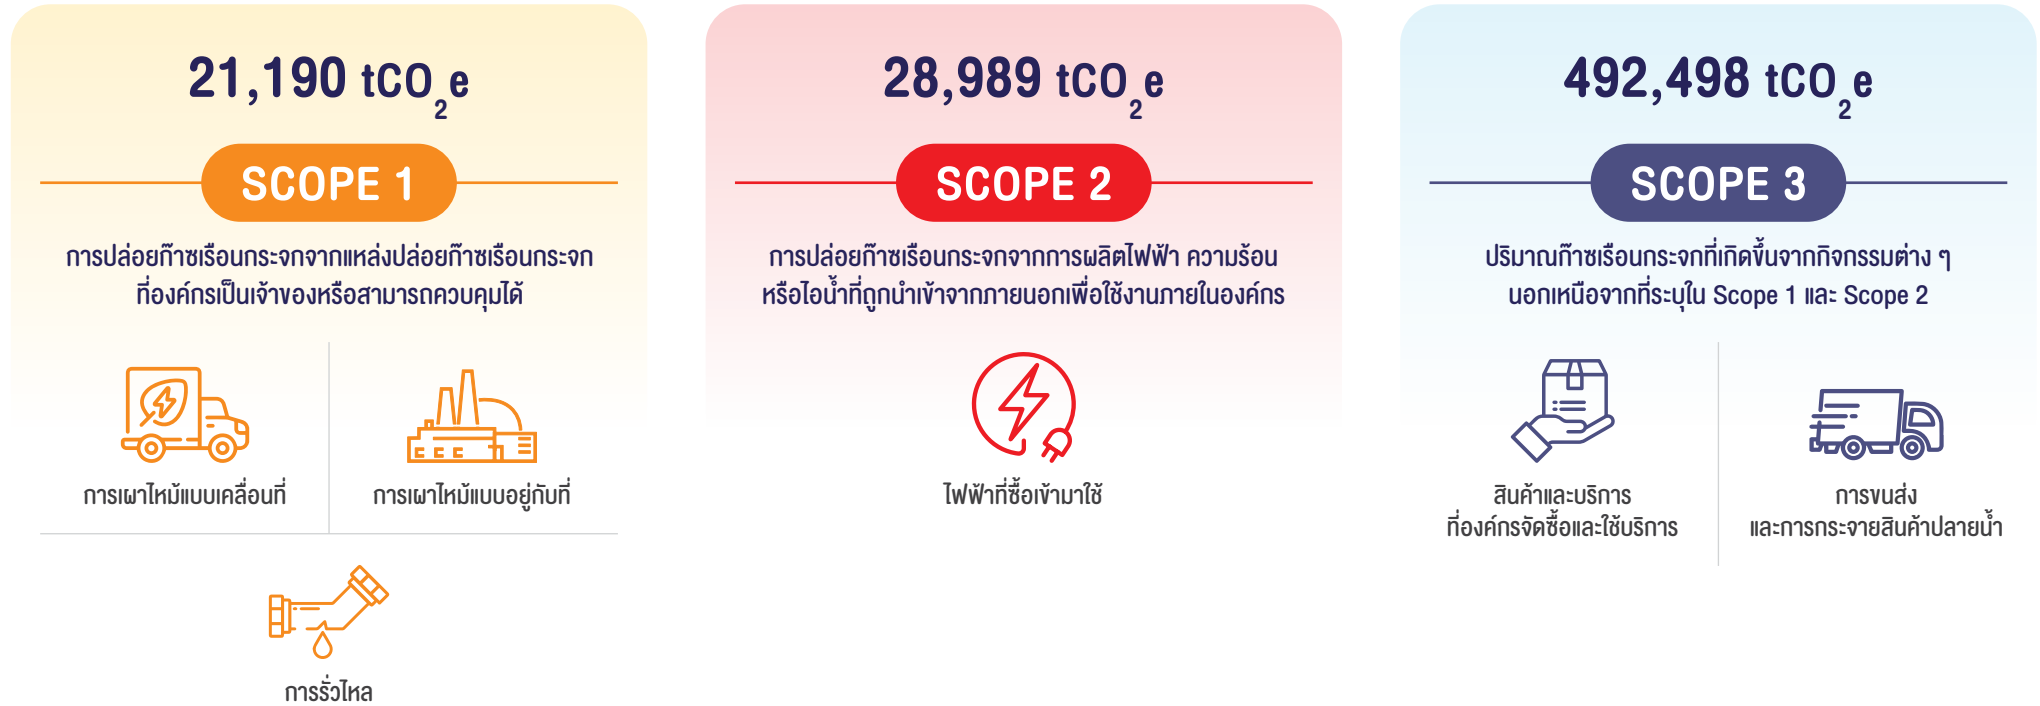 21,190 tCO₂e
SCOPE 1
การปล่อยก๊าซเรือนกระจกจากแหล่งปล่อยก๊าซเรือนกระจก
ที่องค์กรเป็นเจ้าของหรือสามารถควบคุมได้
การเผาไหม้แบบเคลื่อนที่
การเผาไหม้แบบอยู่กับที่
การรั่วไหล
28,989 tCO₂e
SCOPE 2
การปล่อยก๊าซเรือนกระจกจากการผลิตไฟฟ้า ความร้อน
หรือไอน้ำที่ถูกนำเข้าจากภายนอกเพื่อใช้งานภายในองค์กร
ไฟฟ้าที่ซื้อเข้ามาใช้
492,498 tCO₂e
SCOPE 3
ปริมาณก๊าซเรือนกระจกที่เกิดขึ้นจากกิจกรรมต่าง ๆ
นอกเหนือจากที่ระบุใน Scope 1 และ Scope 2
สินค้าและบริการ
ที่องค์กรจัดซื้อและใช้บริการ
การขนส่ง
และการกระจายสินค้าปลายน้ำ